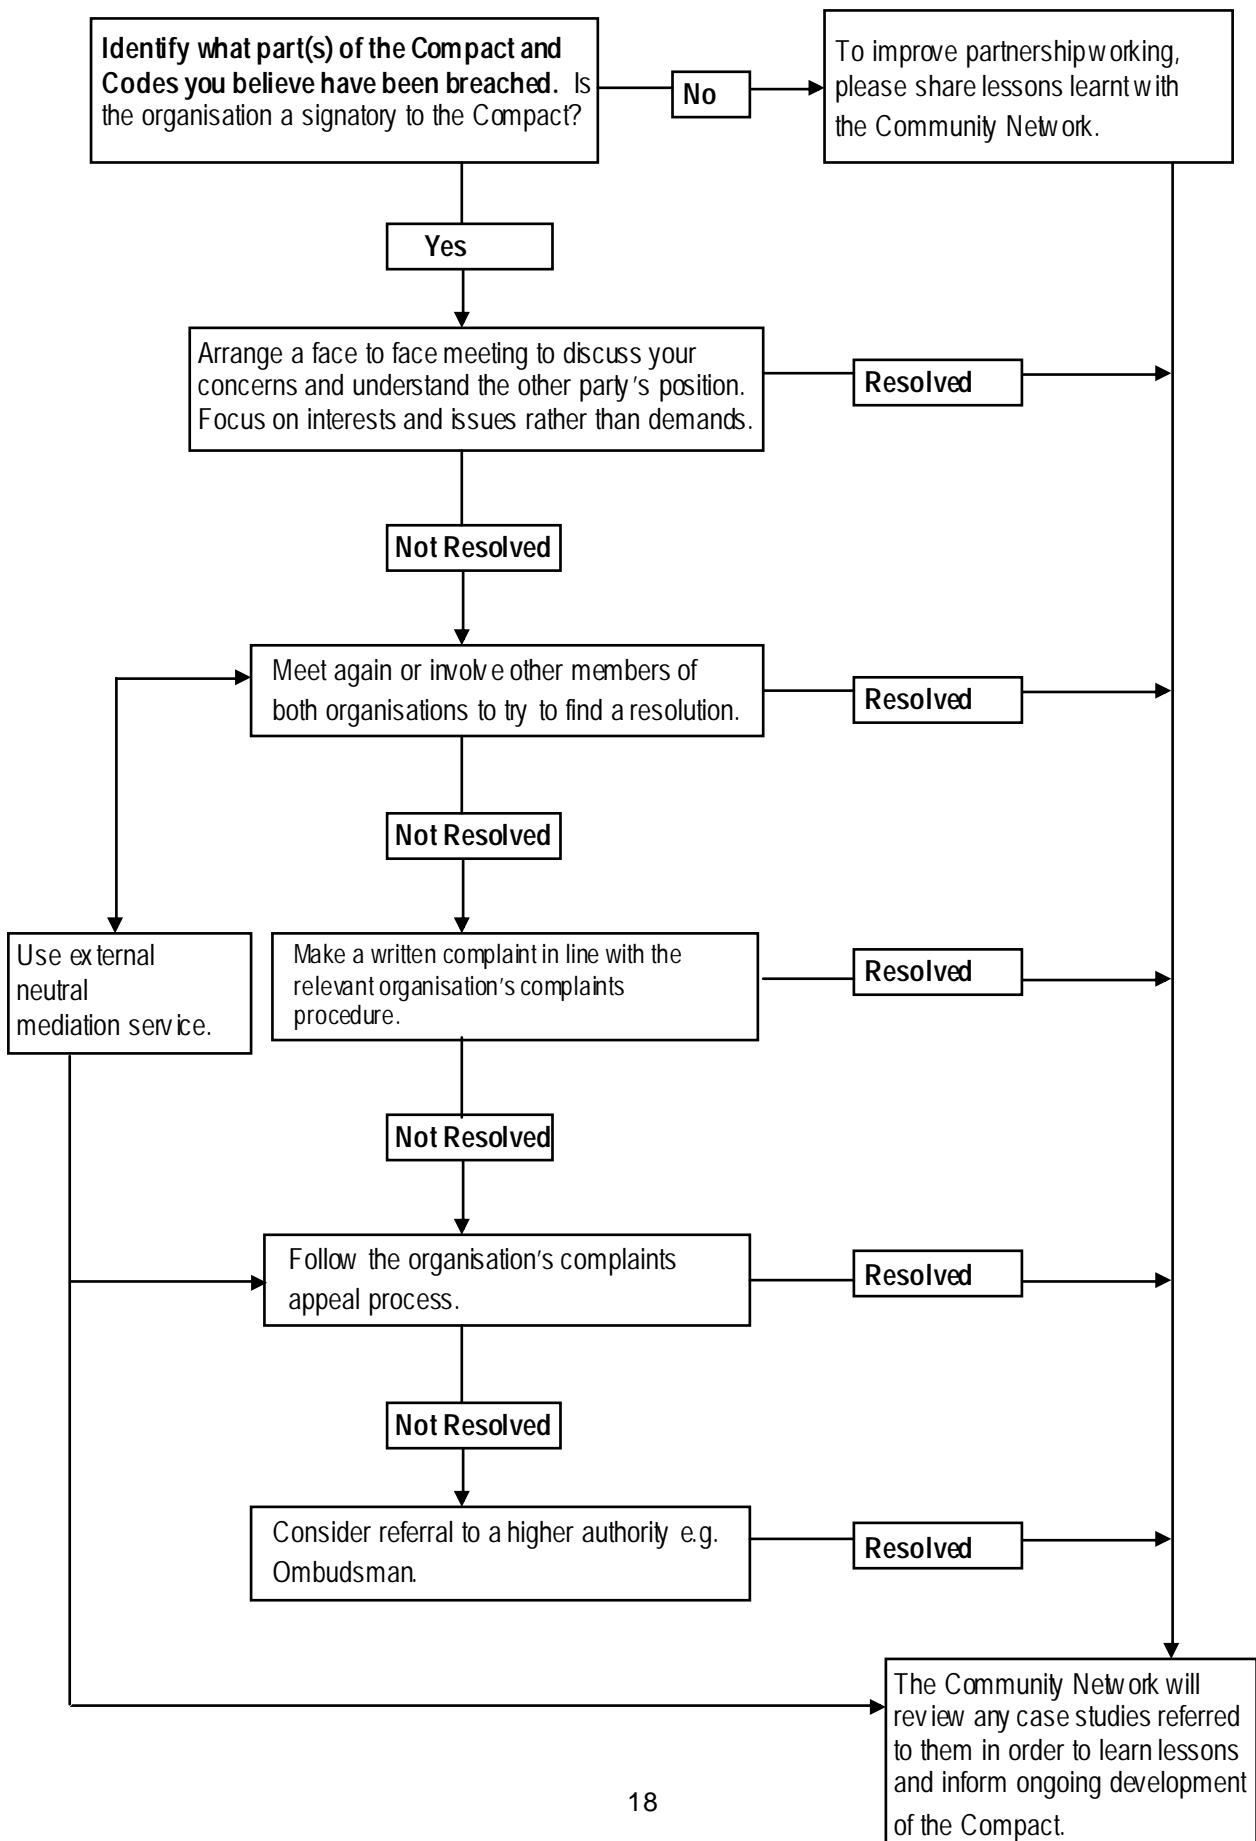 Identify what part(s) of the Compact and
Codes you believe have been breached. Is
the organisation a signatory to the Compact?
No
To improve partnership working,
please share lessons learnt with
the Community Network.
Yes
Arrange a face to face meeting to discuss your
concerns and understand the other party's position.
Focus on interests and issues rather than demands.
Resolved
Not Resolved
Meet again or involve other members of
both organisations to try to find a resolution.
Resolved
Not Resolved
Use external
neutral
mediation service.
Make a written complaint in line with the
relevant organisation's complaints
procedure.
Resolved
Not Resolved
Follow the organisation's complaints
appeal process.
Resolved
Not Resolved
Consider referral to a higher authority e.g.
Ombudsman.
Resolved
The Community Network will
review any case studies referred
to them in order to learn lessons
and inform ongoing development
of the Compact.
18